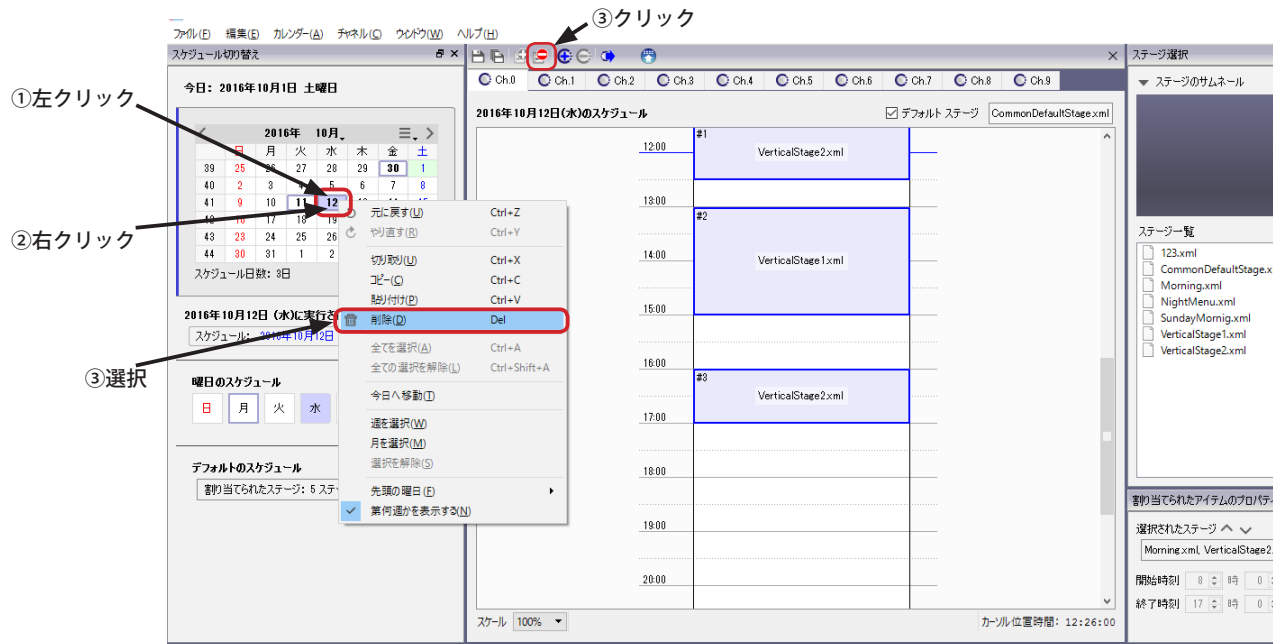 ③クリック
ファイル(F) 編集(E) カレンダー(A) チャネル(C) ウィンドウ(W) ヘルプ(H)
スケジュール切り替え
今日: 2016年10月1日 土曜日
①左クリック
2016年 10月
日 月 火 水 木 金 土
39 25 26 27 28 29 30 1
40 2 3 4 5 6 7 8
41 9 10 11 12
42 16 17 18 19
43 23 24 25 26
44 30 31 1 2
②右クリック
スケジュール日数: 3日
2016年10月12日 (水)に実行さ
スケジュール: 2016年10月12日
③選択
曜日のスケジュール
日 月 火 水
デフォルトのスケジュール
割り当てられたステージ: 5 ステ
元に戻す(U) Ctrl+Z
やり直す(R) Ctrl+Y
切り取り(U) Ctrl+X
コピー(C) Ctrl+C
貼り付け(P) Ctrl+V
削除(D) Del
全てを選択(A) Ctrl+A
全ての選択を解除(L) Ctrl+Shift+A
今日へ移動(T)
週を選択(W)
月を選択(M)
選択を解除(S)
先頭の曜日(F)
第何週かを表示する(N)
Ch.0 Ch.1 Ch.2 Ch.3 Ch.4 Ch.5 Ch.6 Ch.7 Ch.8 Ch.9
2016年10月12日(水)のスケジュール
デフォルト ステージ CommonDefaultStage.xml
12:00
#1
VerticalStage2.xml
13:00
#2
14:00
VerticalStage1.xml
15:00
16:00
#3
VerticalStage2.xml
17:00
18:00
19:00
20:00
スケール 100%
カーソル位置時間: 12:26:00
ステージ選択
ステージのサムネール
ステージ一覧
123.xml
CommonDefaultStage.x
Morning.xml
NightMenu.xml
SundayMornig.xml
VerticalStage1.xml
VerticalStage2.xml
割り当てられたアイテムのプロパティ
選択されたステージ
Morning.xml, VerticalStage2.
開始時刻 8 時 0
終了時刻 17 時 0